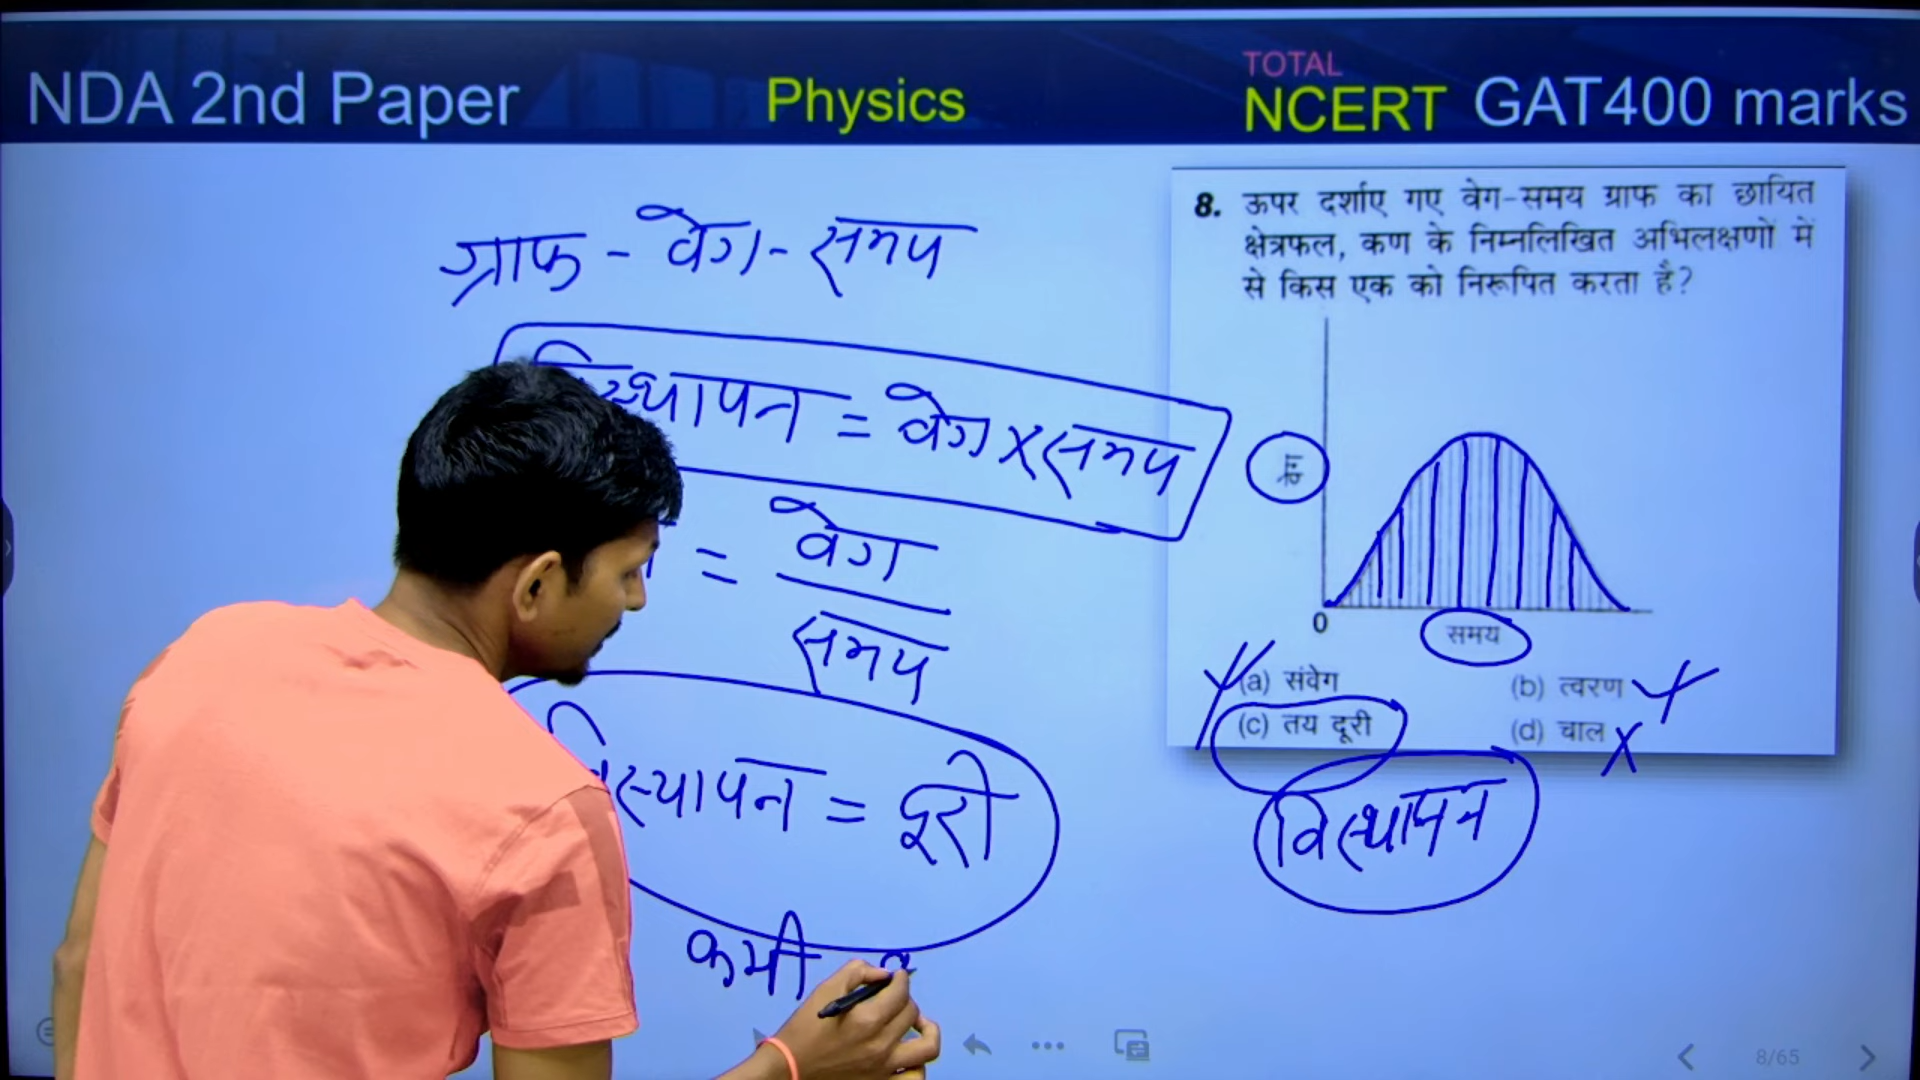 NDA 2nd Paper
Physics
TOTAL
NCERT GAT400 marks
ग्राफ - वेग - समय
स्थापन = वेग x समय
= वेग
समय
विस्थापन = दूरी
कभी
8. ऊपर दर्शाए गए वेग-समय ग्राफ का छायित
क्षेत्रफल, कण के निम्नलिखित अभिलक्षणों में
से किस एक को निरूपित करता है?
वेग
0
समय
(a) संवेग (b) त्वरण
(c) तय दूरी (d) चाल X
विस्थापन
8/65